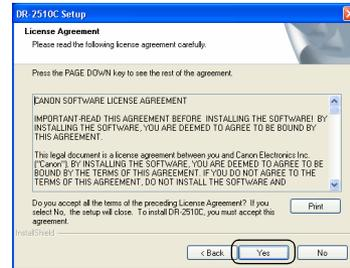 DR-2510C Setup
License Agreement
Please read the following license agreement carefully.
Press the PAGE DOWN key to see the rest of the agreement.
CANON SOFTWARE LICENSE AGREEMENT
IMPORTANT-READ THIS AGREEMENT BEFORE INSTALLING THE SOFTWARE! BY
INSTALLING THE SOFTWARE, YOU ARE DEEMED TO AGREE TO BE BOUND BY
THIS AGREEMENT.
This legal document is a license agreement between you and Canon Electronics Inc.
("Canon"). BY INSTALLING THE SOFTWARE, YOU ARE DEEMED TO AGREE TO BE
BOUND BY THE TERMS OF THIS AGREEMENT. IF YOU DO NOT AGREE TO THE
TERMS OF THIS AGREEMENT, DO NOT INSTALL THE SOFTWARE AND
Do you accept all the terms of the preceding License Agreement? If you
select No, the setup will close. To install DR-2510C, you must accept this
agreement.
Print
InstallShield
< Back
Yes
No